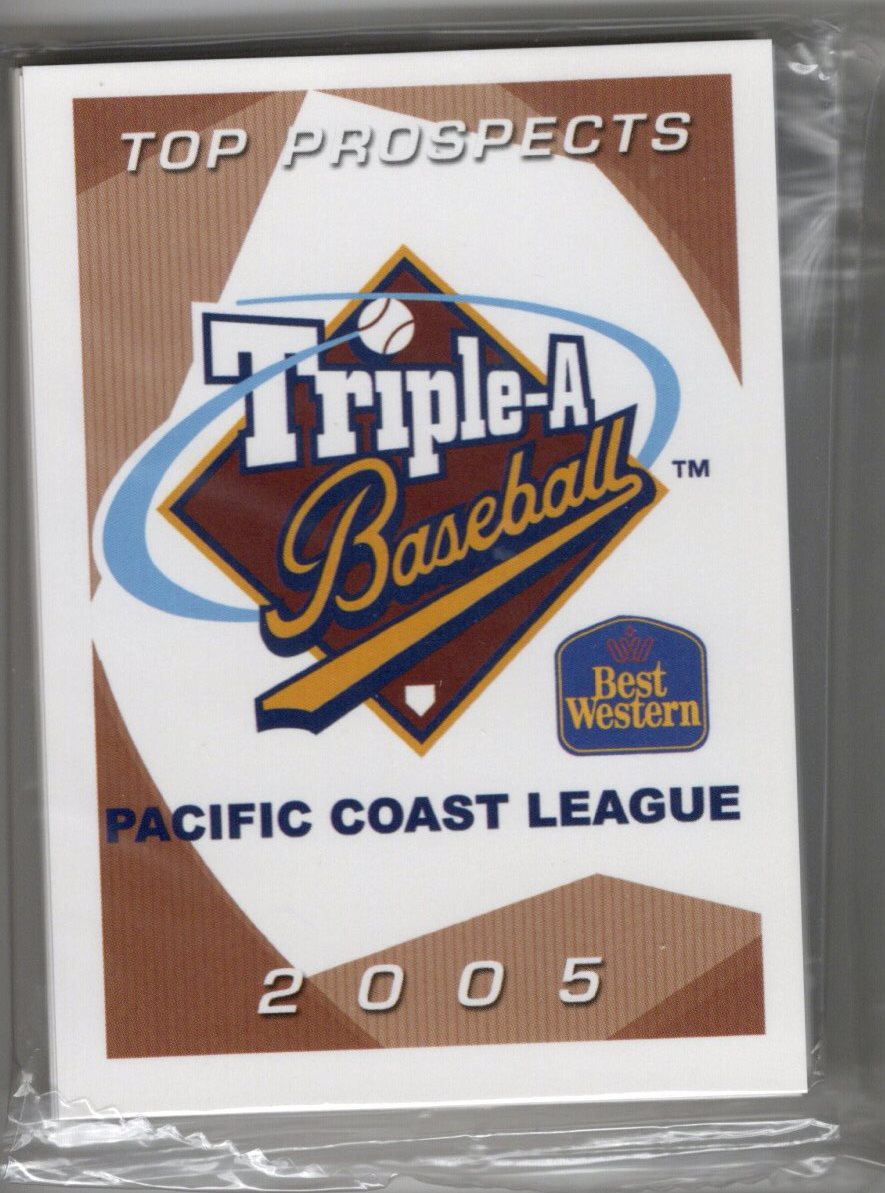 TOP PROSPECTS
Triple-A
Baseball
TM
Best
Western
PACIFIC COAST LEAGUE
2005